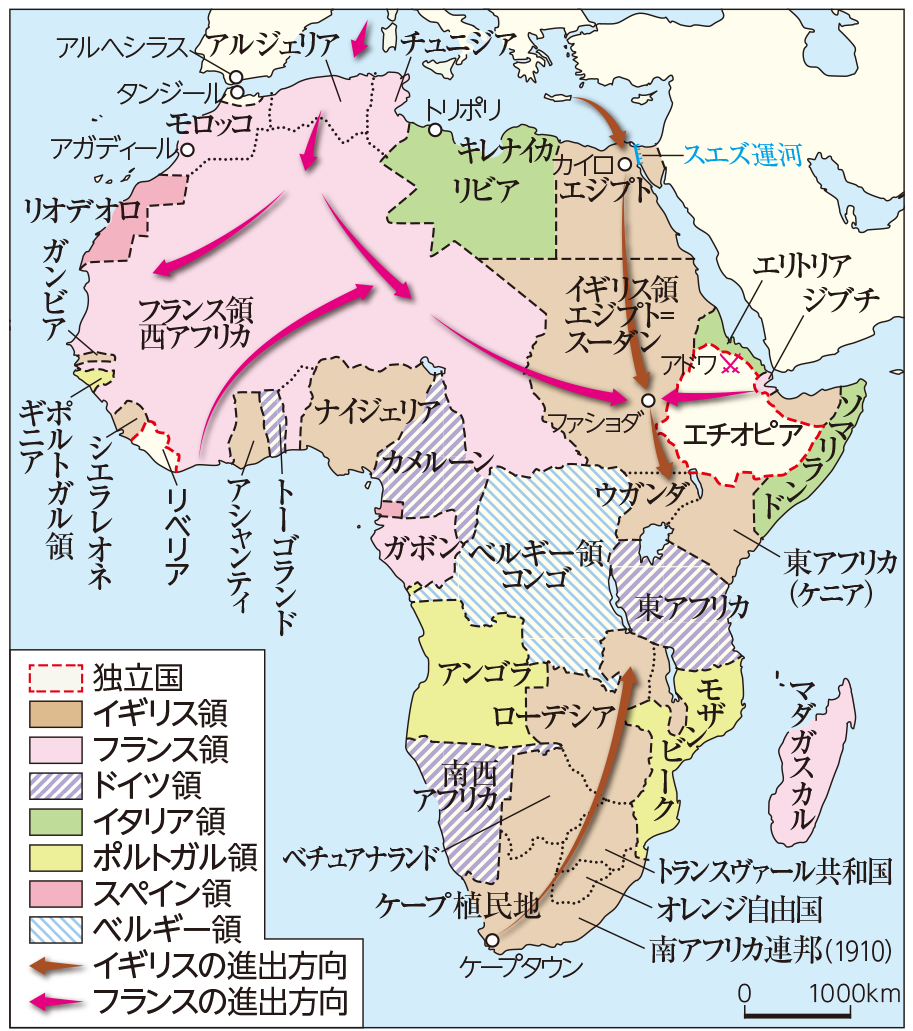 アルヘシラス
アルジェリア
チュニジア
タンジール
モロッコ
アガディール
トリポリ
キレナイカ
リビア
カイロ
エジプト
スエズ運河
リオデオロ
ガンビア
フランス領
西アフリカ
イギリス領
エジプト=
スーダン
エリトリア
ジブチ
アドワ
ファショダ
エチオピア
ソマリランド
ポルトガル領
ギニア
シエラレオネ
リベリア
アシャンティ
トーゴランド
ナイジェリア
カメルーン
ウガンダ
ガボン
ベルギー領
コンゴ
東アフリカ
(ケニア)
東アフリカ
アンゴラ
ローデシア
モザンビーク
マダガスカル
南西
アフリカ
ベチュアナランド
ケープ植民地
ケープタウン
トランスヴァール共和国
オレンジ自由国
南アフリカ連邦(1910)
独立国
イギリス領
フランス領
ドイツ領
イタリア領
ポルトガル領
スペイン領
ベルギー領
イギリスの進出方向
フランスの進出方向
0 1000km